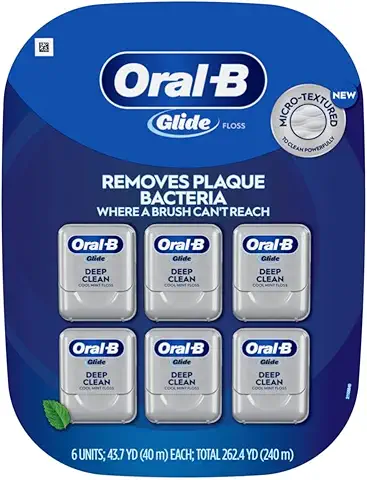 Oral-B
Glide FLOSS
NEW
MICRO-TEXTURED
TO CLEAN POWERFULLY
REMOVES PLAQUE
BACTERIA
WHERE A BRUSH CAN'T REACH
Oral-B
Glide
DEEP
CLEAN
COOL MINT FLOSS
Oral-B
Glide
DEEP
CLEAN
COOL MINT FLOSS
Oral-B
Glide
DEEP
CLEAN
COOL MINT FLOSS
Oral-B
Glide
DEEP
CLEAN
COOL MINT FLOSS
Oral-B
Glide
DEEP
CLEAN
COOL MINT FLOSS
Oral-B
Glide
DEEP
CLEAN
COOL MINT FLOSS
6 UNITS; 43.7 YD (40 m) EACH; TOTAL 262.4 YD (240 m)